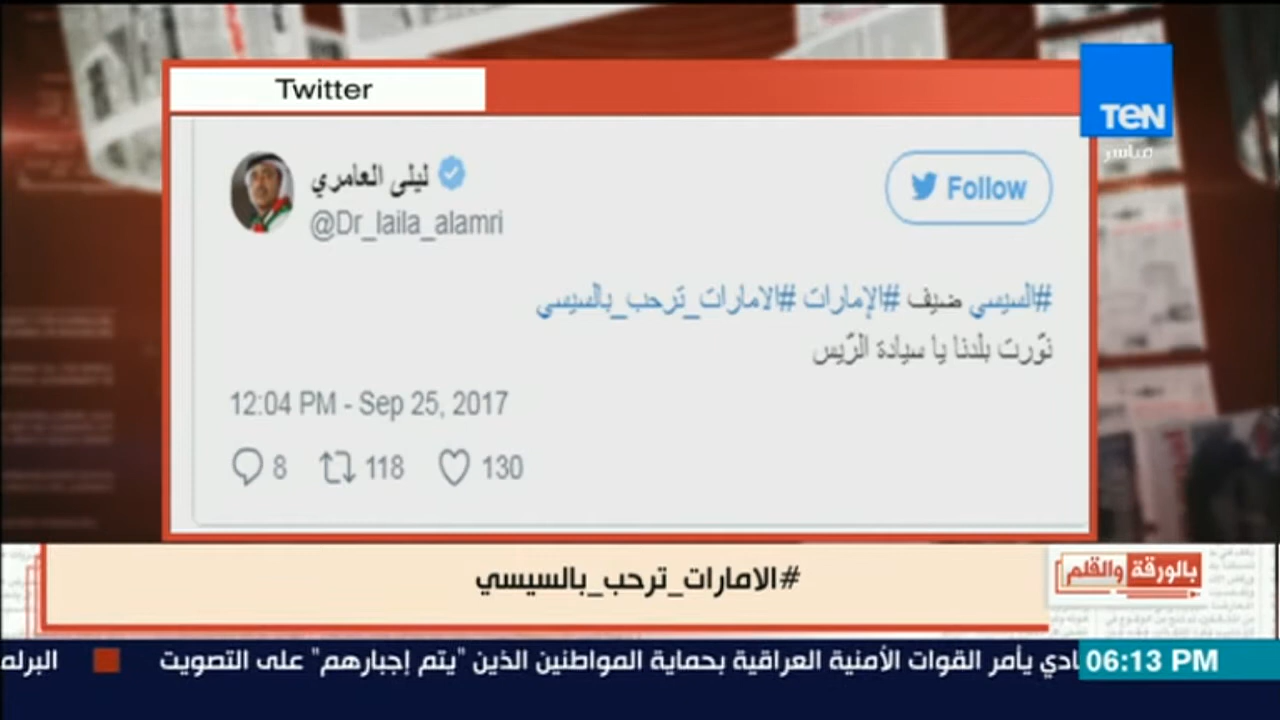 Twitter
TEN
مباشر
ليلى العامري
@Dr_laila_alamri
Follow
#السيسي ضيف #الإمارات #الامارات_ترحب_بالسيسي
نوّرت بلدنا يا سيادة الرّيس
12:04 PM - Sep 25, 2017
8 118 130
#الامارات_ترحب_بالسيسي
بالورقة والقلم
06:13 PM
يأمر القوات الأمنية العراقية بحماية المواطنين الذين "يتم إجبارهم" على التصويت